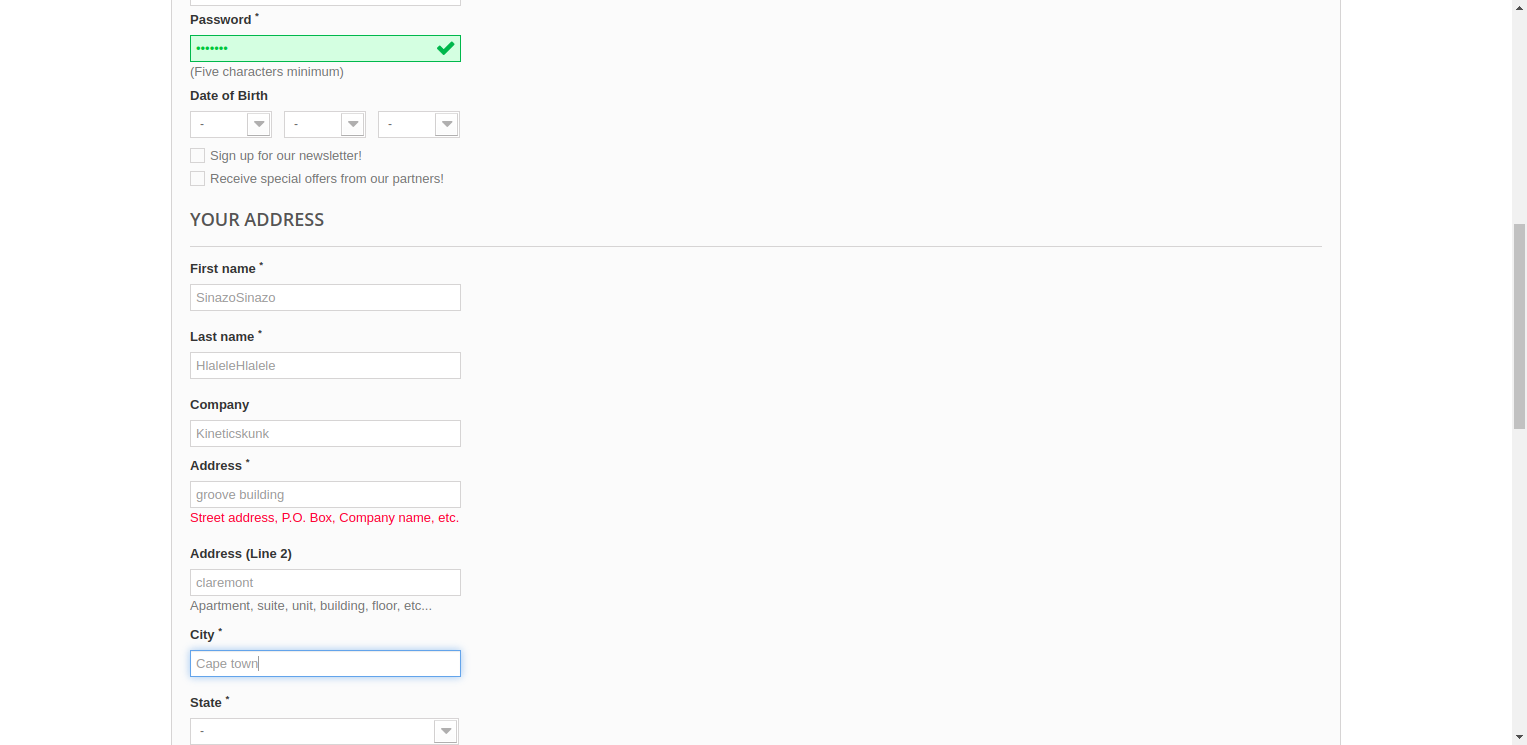 Password *
•••••••
(Five characters minimum)
Date of Birth
- - -
Sign up for our newsletter!
Receive special offers from our partners!
YOUR ADDRESS
First name *
SinazoSinazo
Last name *
HlaleleHlalele
Company
Kineticskunk
Address *
groove building
Street address, P.O. Box, Company name, etc.
Address (Line 2)
claremont
Apartment, suite, unit, building, floor, etc...
City *
Cape town
State *
-